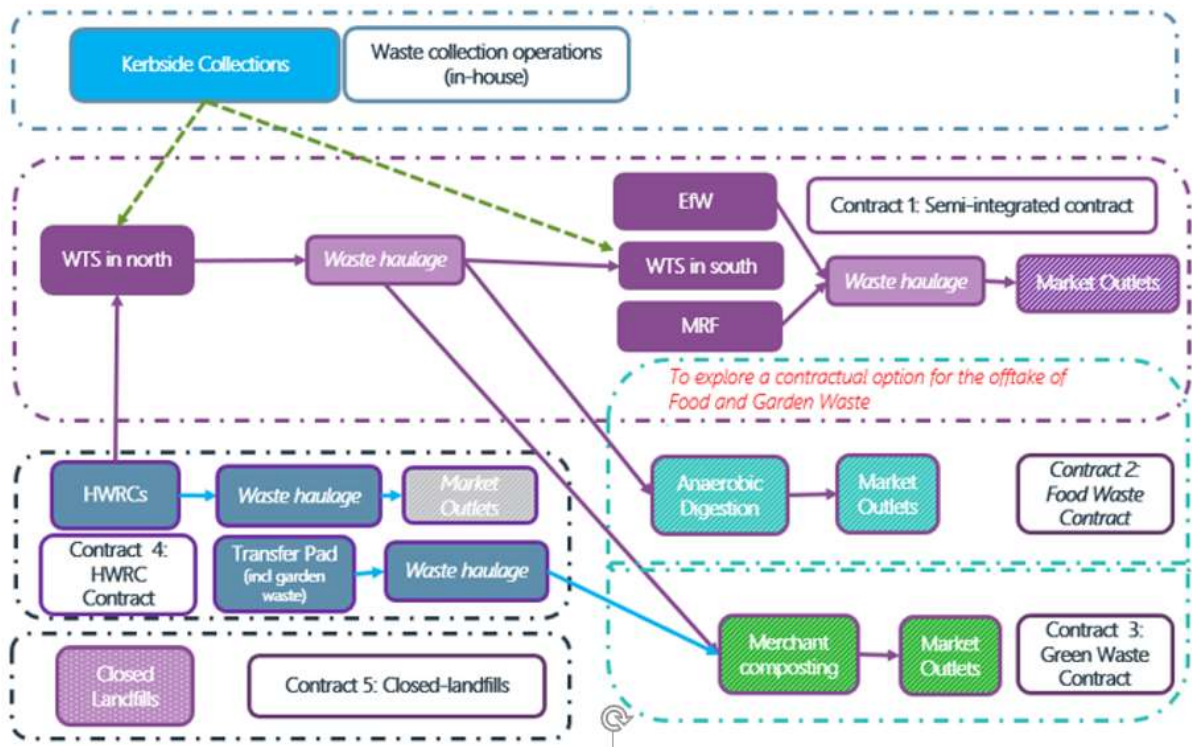 Kerbside Collections
Waste collection operations
(in-house)
EfW
Contract 1: Semi-integrated contract
WTS in north
Waste haulage
WTS in south
Waste haulage
Market Outlets
MRF
To explore a contractual option for the offtake of
Food and Garden Waste
HWRCs
Waste haulage
Market
Outlets
Anaerobic
Digestion
Market
Outlets
Contract 2:
Food Waste
Contract
Contract 4:
HWRC
Contract
Transfer Pad
(incl garden
waste)
Waste haulage
Merchant
composting
Market
Outlets
Contract 3:
Green Waste
Contract
Closed
Landfills
Contract 5: Closed-landfills